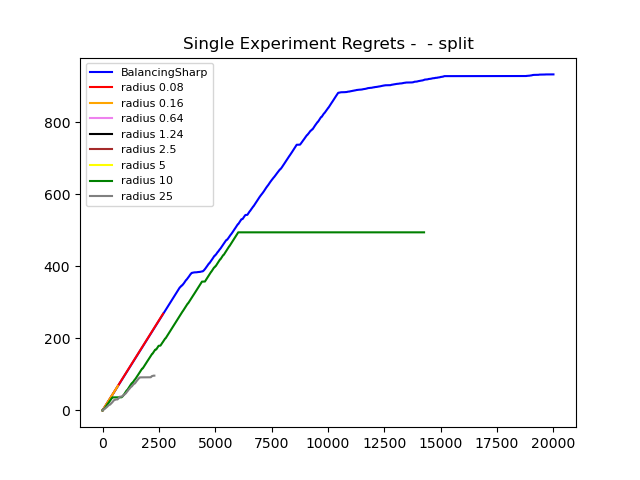 Single Experiment Regrets -  - split
BalancingSharp
radius 0.08
radius 0.16
radius 0.64
radius 1.24
radius 2.5
radius 5
radius 10
radius 25
800
600
400
200
0
0 2500 5000 7500 10000 12500 15000 17500 20000